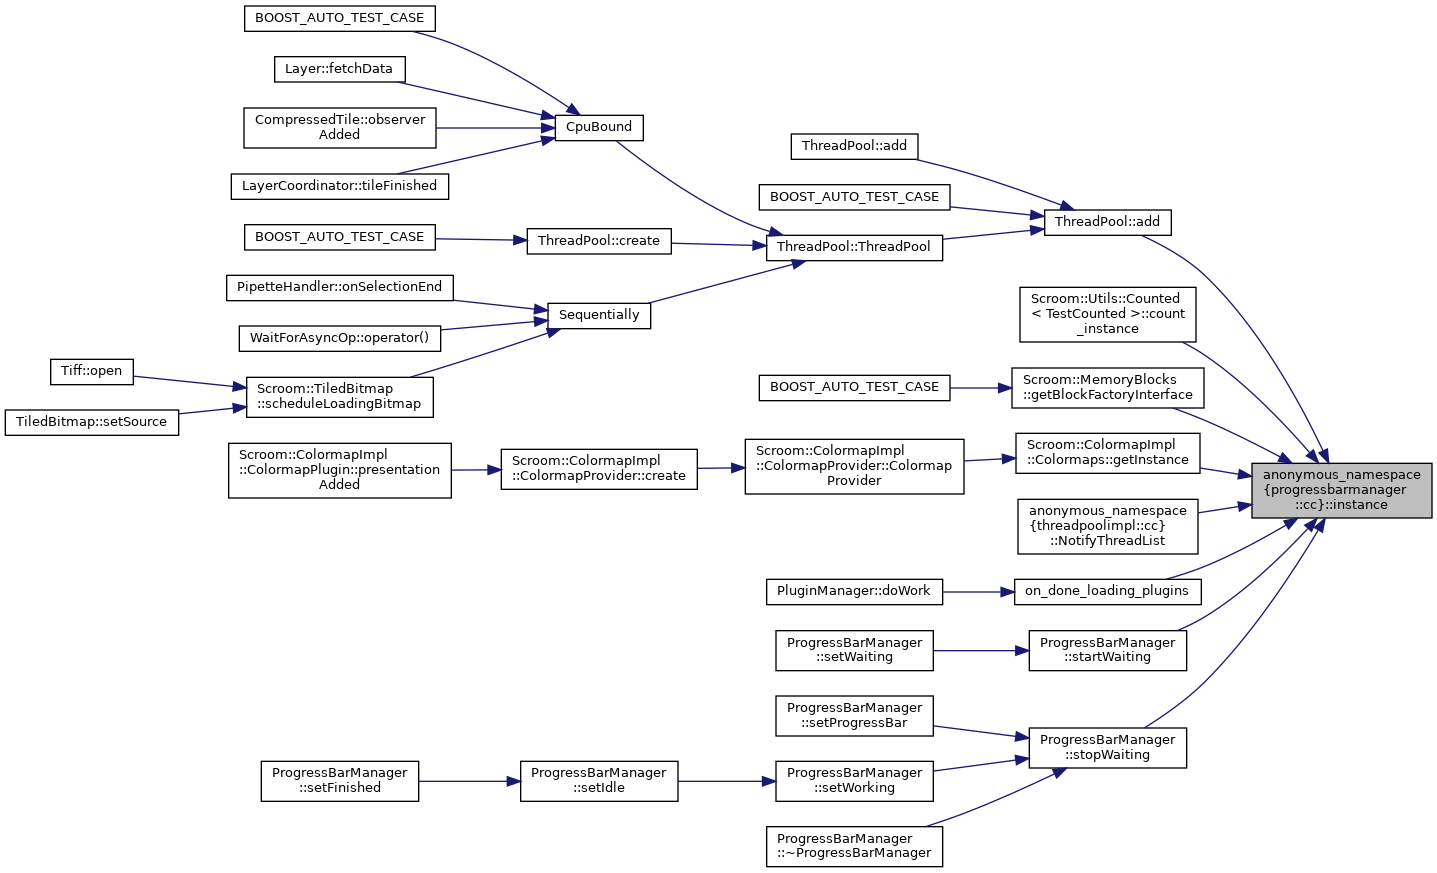 BOOST_AUTO_TEST_CASE
Layer::fetchData
CompressedTile::observer
Added
LayerCoordinator::tileFinished
CpuBound
BOOST_AUTO_TEST_CASE
ThreadPool::create
PipetteHandler::onSelectionEnd
WaitForAsyncOp::operator()
Sequentially
Tiff::open
TiledBitmap::setSource
Scroom::TiledBitmap
::scheduleLoadingBitmap
Scroom::ColormapImpl
::ColormapPlugin::presentation
Added
Scroom::ColormapImpl
::ColormapProvider::create
Scroom::ColormapImpl
::ColormapProvider::Colormap
Provider
ThreadPool::add
BOOST_AUTO_TEST_CASE
ThreadPool::ThreadPool
ThreadPool::add
Scroom::Utils::Counted
< TestCounted >::count
_instance
BOOST_AUTO_TEST_CASE
Scroom::MemoryBlocks
::getBlockFactoryInterface
Scroom::ColormapImpl
::Colormaps::getInstance
anonymous_namespace
{progressbarmanager
::cc}::instance
anonymous_namespace
{threadpoolimpl::cc}
::NotifyThreadList
PluginManager::doWork
on_done_loading_plugins
ProgressBarManager
::setWaiting
ProgressBarManager
::startWaiting
ProgressBarManager
::setProgressBar
ProgressBarManager
::stopWaiting
ProgressBarManager
::setFinished
ProgressBarManager
::setIdle
ProgressBarManager
::setWorking
ProgressBarManager
::~ProgressBarManager